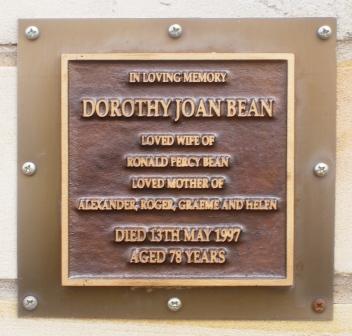 IN LOVING MEMORY
DOROTHY JOAN BEAN
LOVED WIFE OF
RONALD PERCY BEAN
LOVED MOTHER OF
ALEXANDER, ROGER, GRAEME AND HELEN
DIED 13TH MAY 1997
AGED 78 YEARS